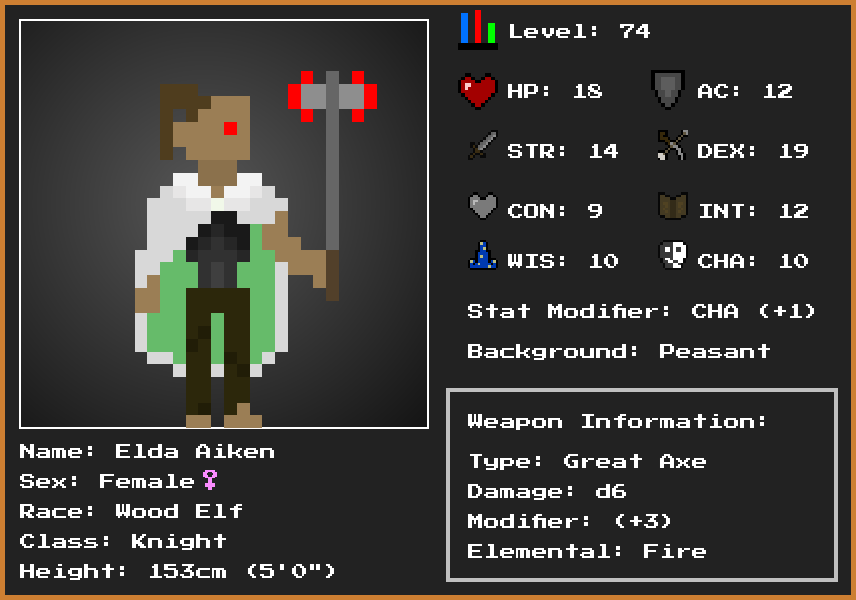 Level: 74
HP: 18
AC: 12
STR: 14
DEX: 19
CON: 9
INT: 12
WIS: 10
CHA: 10
Stat Modifier: CHA (+1)
Background: Peasant
Weapon Information:
Type: Great Axe
Damage: d6
Modifier: (+3)
Elemental: Fire
Name: Elda Aiken
Sex: Female♀
Race: Wood Elf
Class: Knight
Height: 153cm (5'0")